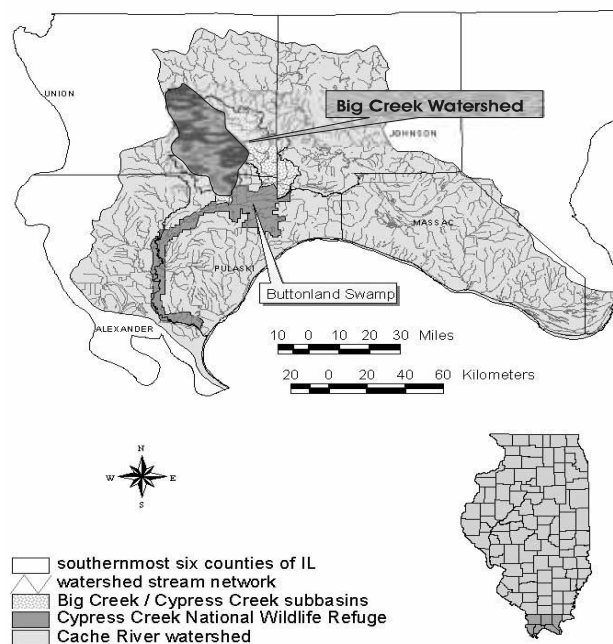 UNION
Big Creek Watershed
JOHNSON
MASSAC
PULASKI
Buttonland Swamp
ALEXANDER
10 0 10 20 30 Miles
20 0 20 40 60 Kilometers
N
W E
S
southernmost six counties of IL
watershed stream network
Big Creek / Cypress Creek subbasins
Cypress Creek National Wildlife Refuge
Cache River watershed